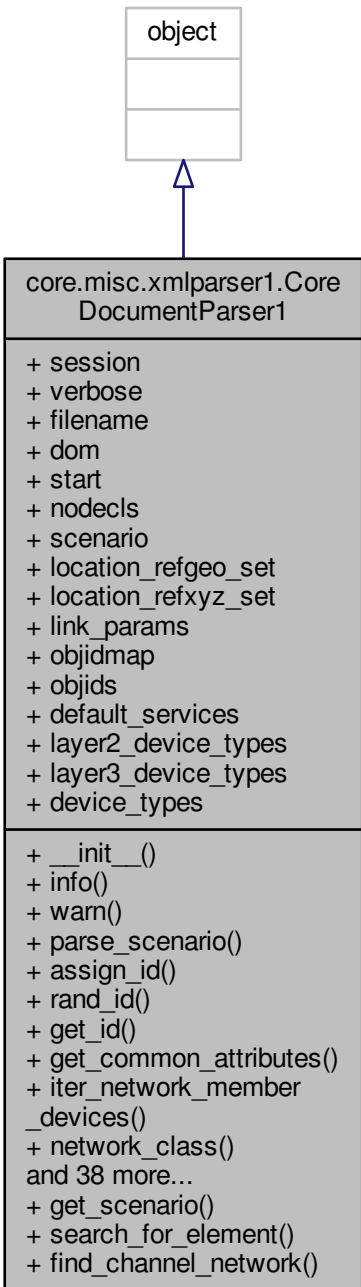 object
core.misc.xmlparser1.Core
DocumentParser1
+ session
+ verbose
+ filename
+ dom
+ start
+ nodecls
+ scenario
+ location_refgeo_set
+ location_refxyz_set
+ link_params
+ objidmap
+ objids
+ default_services
+ layer2_device_types
+ layer3_device_types
+ device_types
+ __init__()
+ info()
+ warn()
+ parse_scenario()
+ assign_id()
+ rand_id()
+ get_id()
+ get_common_attributes()
+ iter_network_member
_devices()
+ network_class()
and 38 more...
+ get_scenario()
+ search_for_element()
+ find_channel_network()